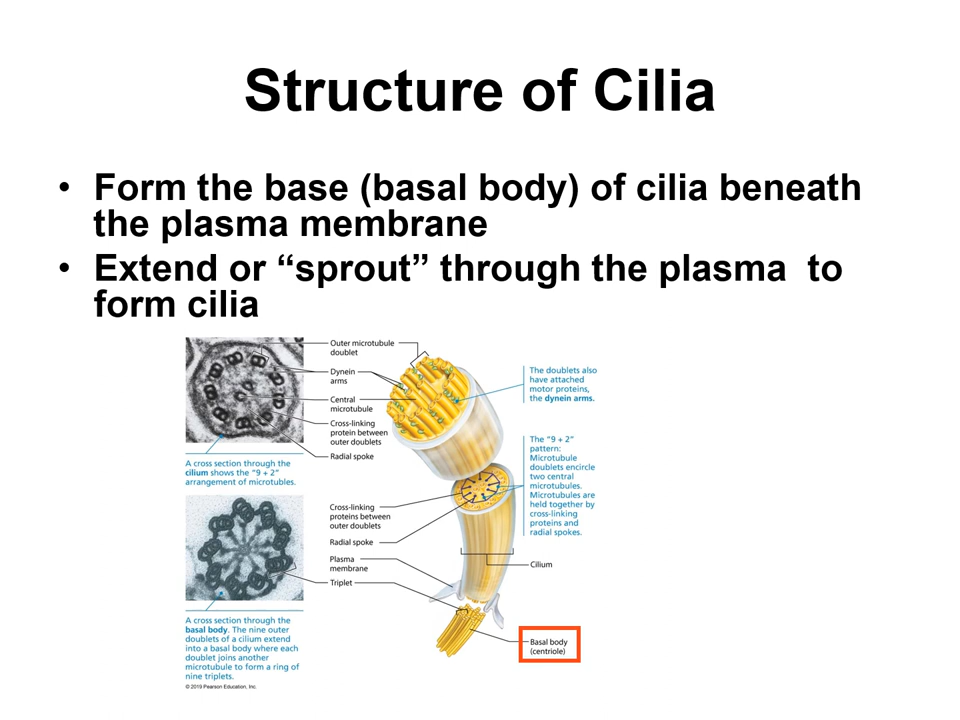 Structure of Cilia
• Form the base (basal body) of cilia beneath
the plasma membrane
• Extend or “sprout” through the plasma  to
form cilia
Outer microtubule
doublet
Dynein
arms
Central
microtubule
Cross-linking
protein between
outer doublets
Radial spoke
The doublets also
have attached
motor proteins,
the dynein arms.
A cross section through the
cilium shows the “9 + 2”
arrangement of microtubles.
The “9 + 2”
pattern:
Microtubule
doublets encircle
two central
microtubules.
Microtubules are
held together by
cross-linking
proteins and
radial spokes.
Cross-linking
proteins between
outer doublets
Radial spoke
Plasma
membrane
Triplet
Cilium
A cross section through the
basal body. The nine outer
doublets of a cilium extend
into a basal body where each
doublet joins another
microtubule to form a ring of
nine triplets.
Basal body
(centriole)
© 2019 Pearson Education, Inc.